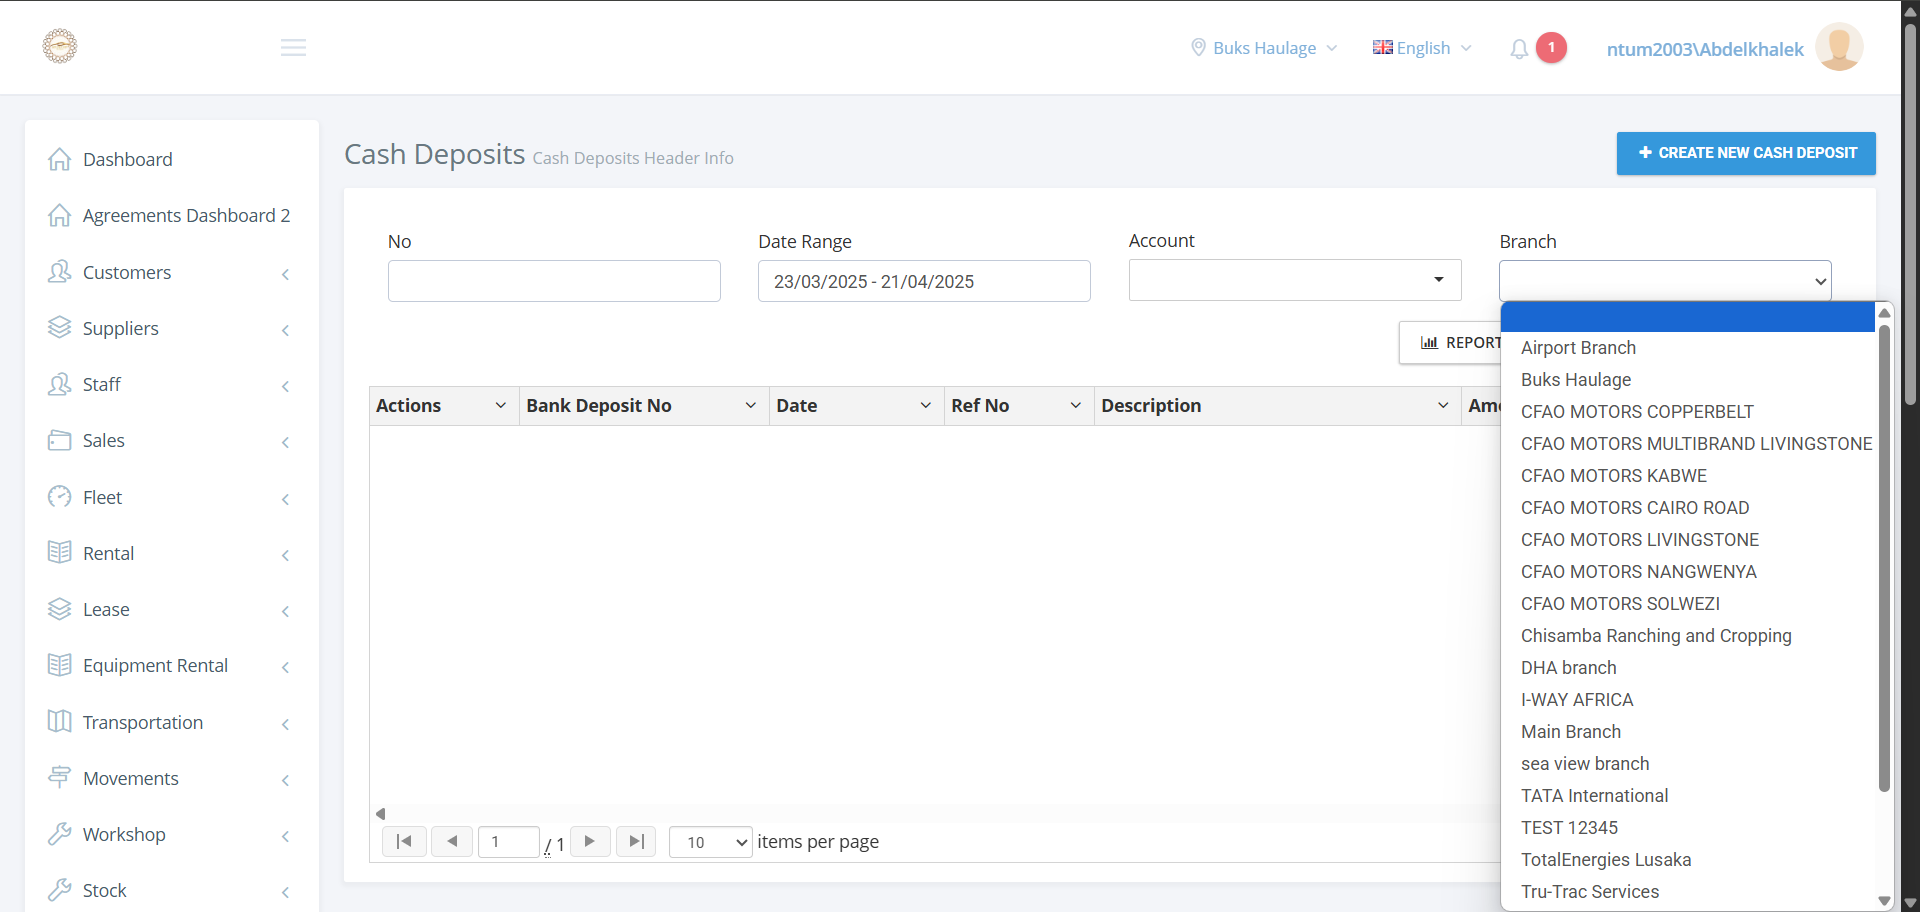 Buks Haulage
English
1
ntum2003\Abdelkhalek
Dashboard
Agreements Dashboard 2
Customers
Suppliers
Staff
Sales
Fleet
Rental
Lease
Equipment Rental
Transportation
Movements
Workshop
Stock
Cash Deposits Cash Deposits Header Info
CREATE NEW CASH DEPOSIT
No
Date Range
Account
Branch
23/03/2025 - 21/04/2025
REPORT
Actions
Bank Deposit No
Date
Ref No
Description
Airport Branch
Buks Haulage
CFAO MOTORS COPPERBELT
CFAO MOTORS MULTIBRAND LIVINGSTONE
CFAO MOTORS KABWE
CFAO MOTORS CAIRO ROAD
CFAO MOTORS LIVINGSTONE
CFAO MOTORS NANGWENYA
CFAO MOTORS SOLWEZI
Chisamba Ranching and Cropping
DHA branch
I-WAY AFRICA
Main Branch
sea view branch
TATA International
TEST 12345
TotalEnergies Lusaka
Tru-Trac Services
1 / 1 10 items per page